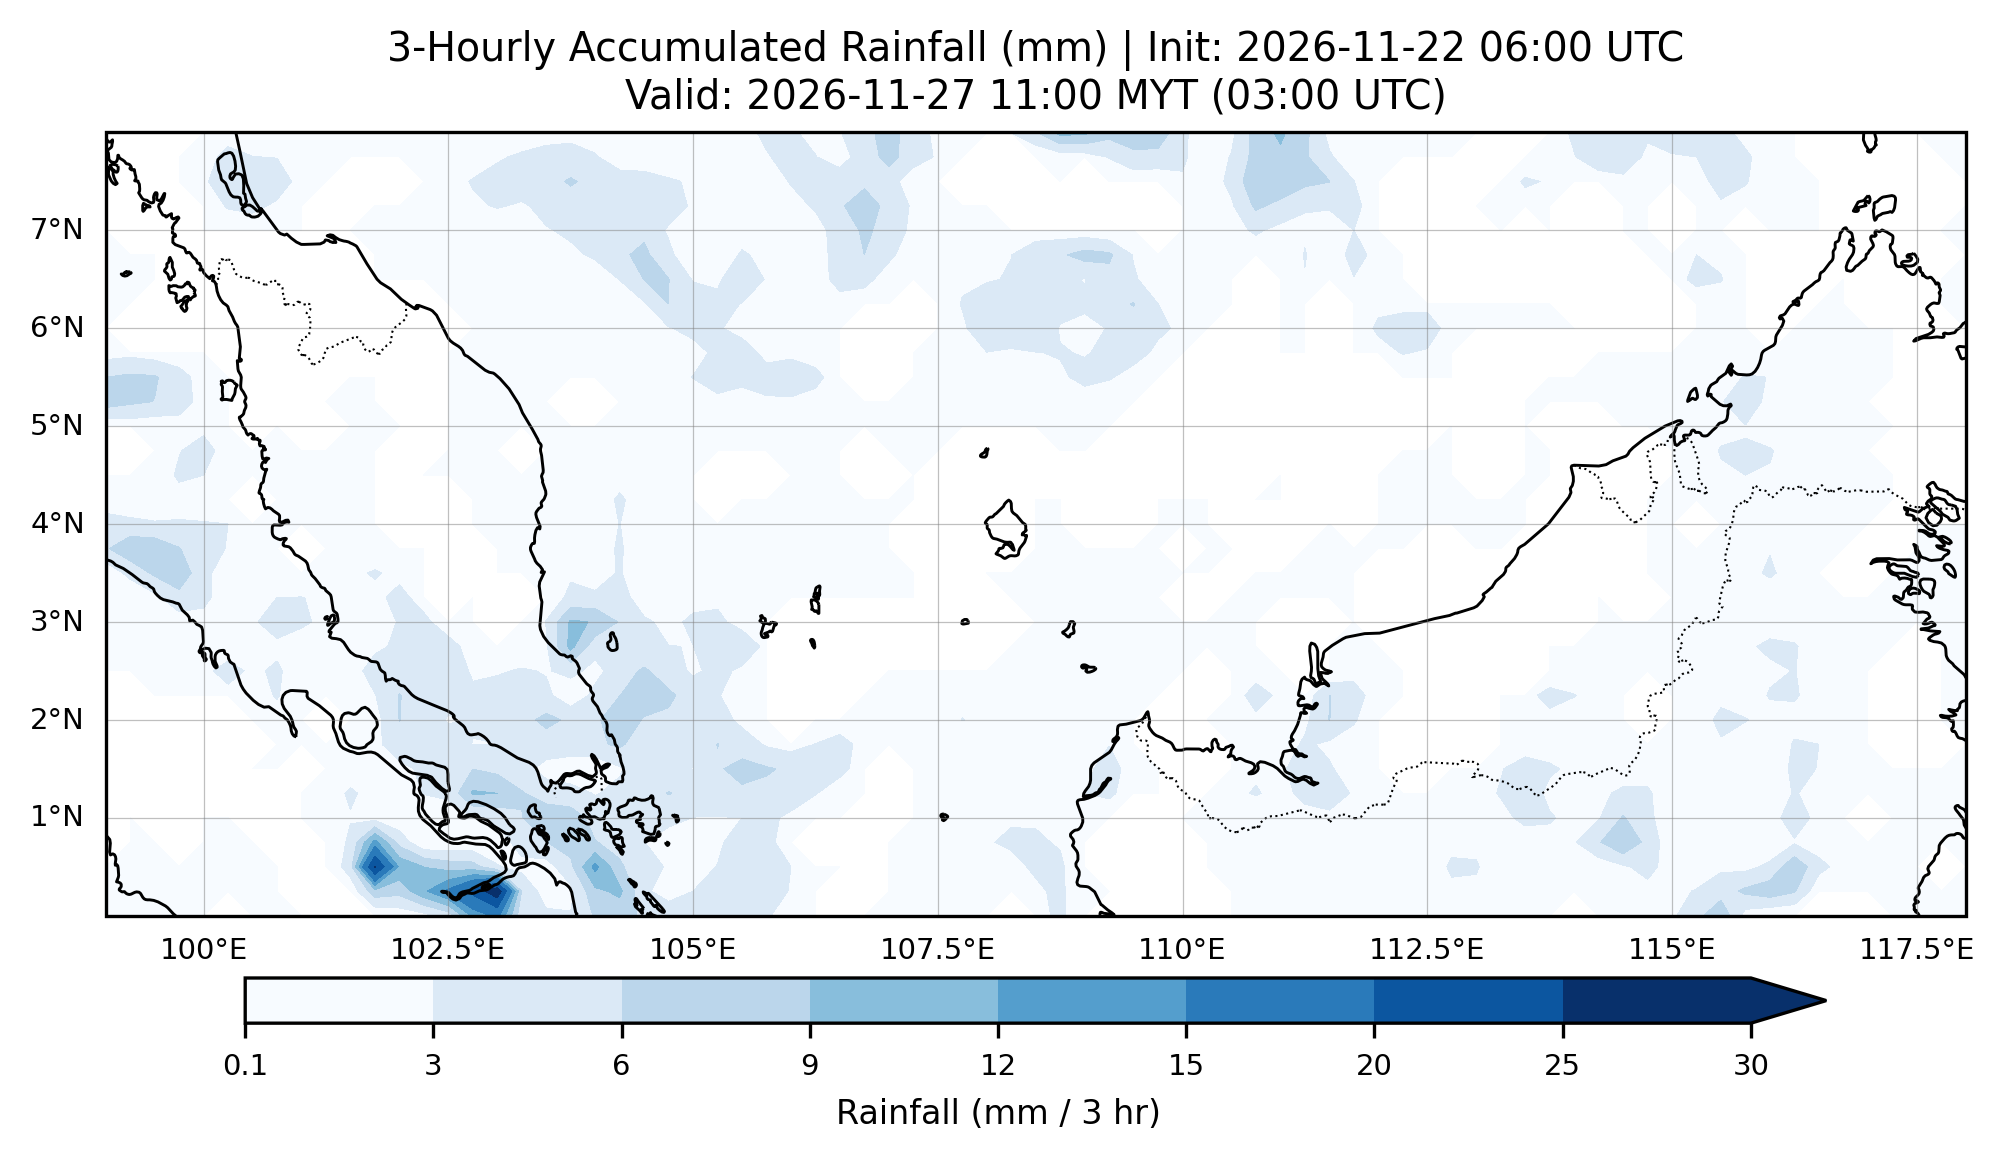 3-Hourly Accumulated Rainfall (mm) | Init: 2026-11-22 06:00 UTC
Valid: 2026-11-27 11:00 MYT (03:00 UTC)
7°N
6°N
5°N
4°N
3°N
2°N
1°N
100°E 102.5°E 105°E 107.5°E 110°E 112.5°E 115°E 117.5°E
0.1 3 6 9 12 15 20 25 30
Rainfall (mm / 3 hr)